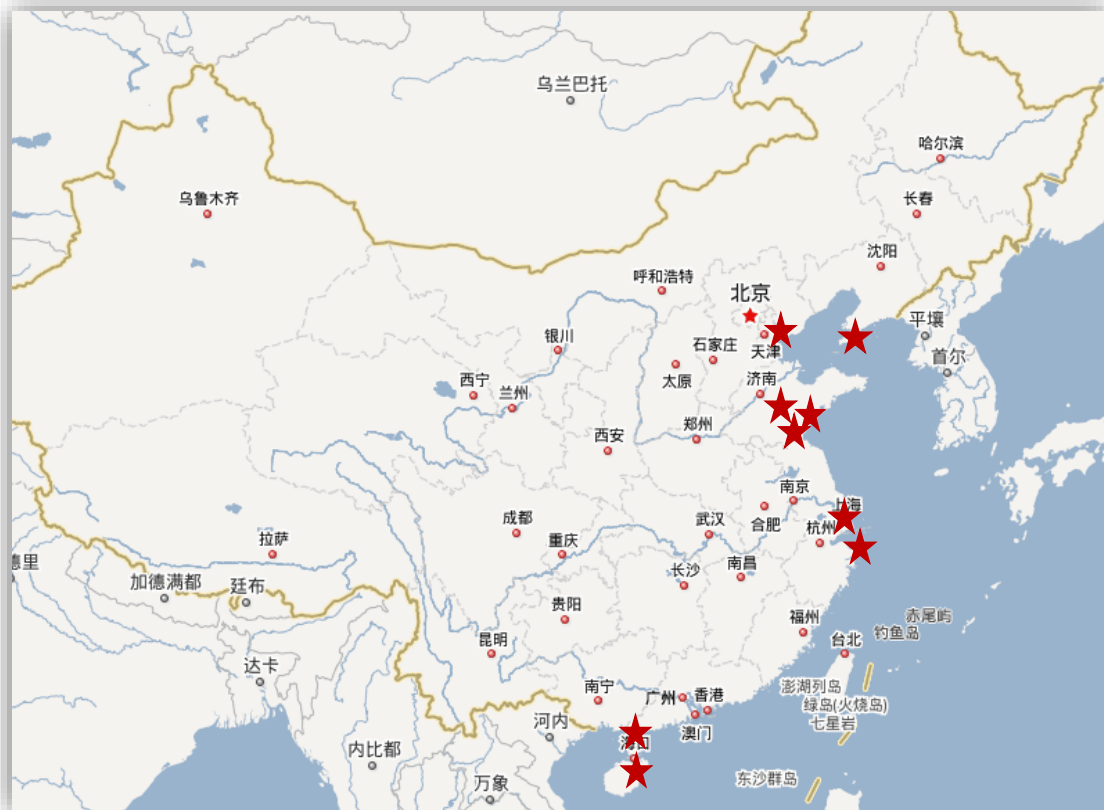 乌兰巴托
哈尔滨
乌鲁木齐
长春
沈阳
呼和浩特
北京
平壤
银川
石家庄
天津
首尔
西宁
太原
济南
兰州
郑州
西安
南京
上海
成都
武汉
合肥
杭州
重庆
拉萨
德里
南昌
长沙
加德满都
廷布
贵阳
福州
赤尾屿
钓鱼岛
昆明
台北
达卡
南宁
广州
香港
澎湖列岛
绿岛(火烧岛)
七星岩
河内
澳门
海口
内比都
万象
东沙群岛